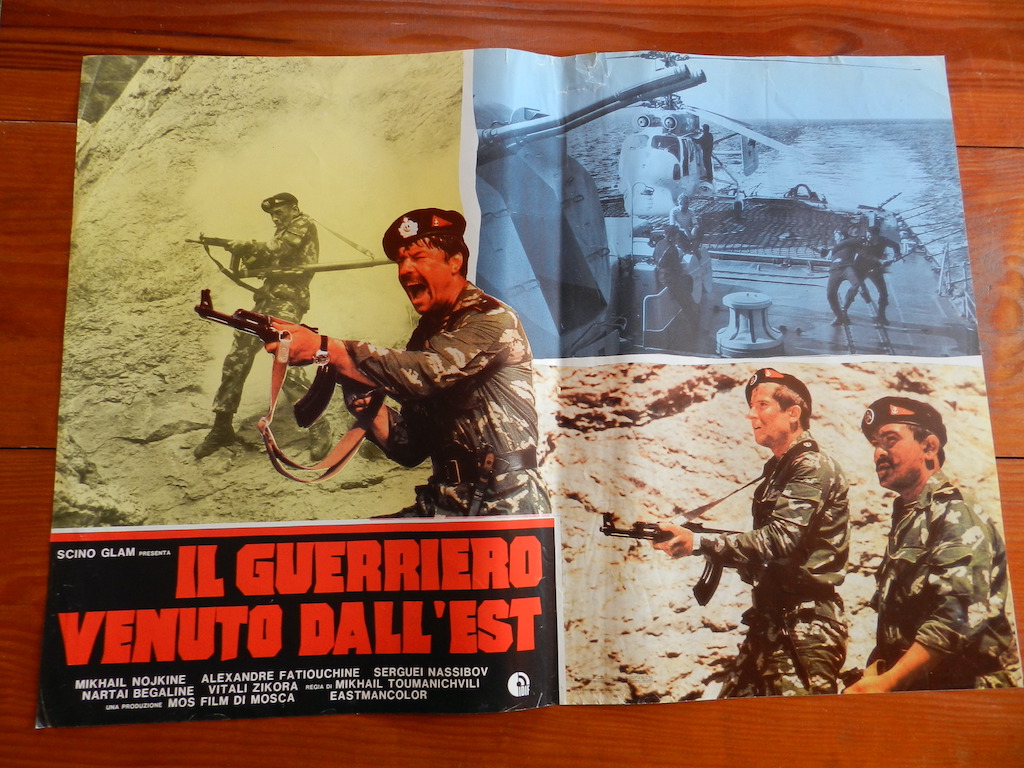 SCINO GLAM PRESENTA
IL GUERRIERO
VENUTO DALL'EST
MIKHAIL NOJKINE ALEXANDRE FATIOUCHINE SERGUEI NASSIBOV
NARTAI BEGALINE VITALI ZIKORA REGIA DI MIKHAIL TOUMANICHVILI
UNA PRODUZIONE MOS FILM DI MOSCA EASTMANCOLOR